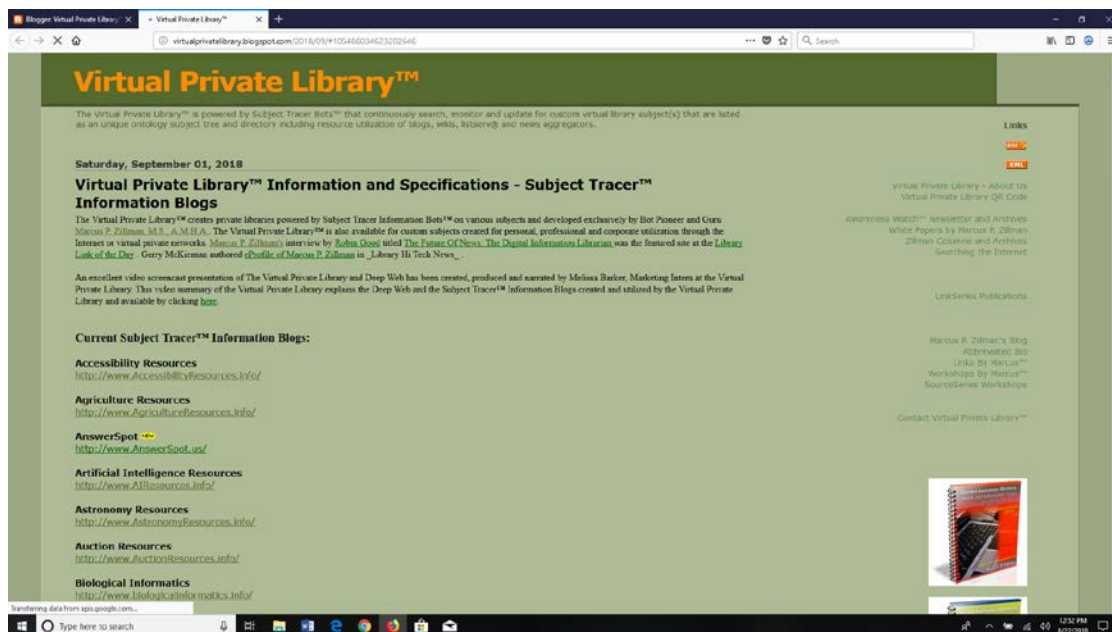 Blogger: Virtual Private Library
Virtual Private Library™
virtualprivatelibrary.blogspot.com/2018/09/#105486034623202646
Search
Virtual Private Library™
The Virtual Private Library™ is powered by Subject Tracer Bots™ that continuously search, monitor and update for custom virtual library subject(s) that are listed
as an unique ontology subject tree and directory including resource utilization of blogs, wikis, listserv® and news aggregators.
Links
XML
Saturday, September 01, 2018
Virtual Private Library™ Information and Specifications - Subject Tracer™
Information Blogs
The Virtual Private Library™ creates private libraries powered by Subject Tracer Information Bots™ on various subjects and developed exclusively by Bot Pioneer and Guru
Marcus P. Zillman, M.S., A.M.H.A. The Virtual Private Library™ is also available for custom subjects created for personal, professional and corporate utilization through the
Internet or virtual private networks. Marcus P. Zillman's interview by Robin Good titled The Future Of News: The Digital Information Librarian was the featured site at the Library
Link of the Day . Gerry McKiernan authored eProfile of Marcus P. Zillman in _Library Hi Tech News_ .
An excellent video screencast presentation of The Virtual Private Library and Deep Web has been created, produced and narrated by Melissa Barker, Marketing Intern at the Virtual
Private Library. This video summary of the Virtual Private Library explains the Deep Web and the Subject Tracer™ Information Blogs created and utilized by the Virtual Private
Library and available by clicking here.
Current Subject Tracer™ Information Blogs:
Accessibility Resources
http://www.AccessibilityResources.Info/
Agriculture Resources
http://www.AgricultureResources.info/
AnswerSpot NEW
http://www.AnswerSpot.us/
Artificial Intelligence Resources
http://www.AIResources.info/
Astronomy Resources
http://www.AstronomyResources.info/
Auction Resources
http://www.AuctionResources.info/
Biological Informatics
http://www.biologicalinformatics.info/
Virtual Private Library - About Us
Virtual Private Library QR Code
Awareness Watch™ Newsletter and Archives
White Papers by Marcus P. Zillman
Zillman Columns and Archives
Searching the Internet
LinkSeries Publications
Marcus P. Zillman's Blog
Abbreviated Bio
Links By Marcus™
Workshops By Marcus™
SourceSeries Workshops
Contact Virtual Private Library™
Transferring data from apis.google.com...
Type here to search
12:52 PM